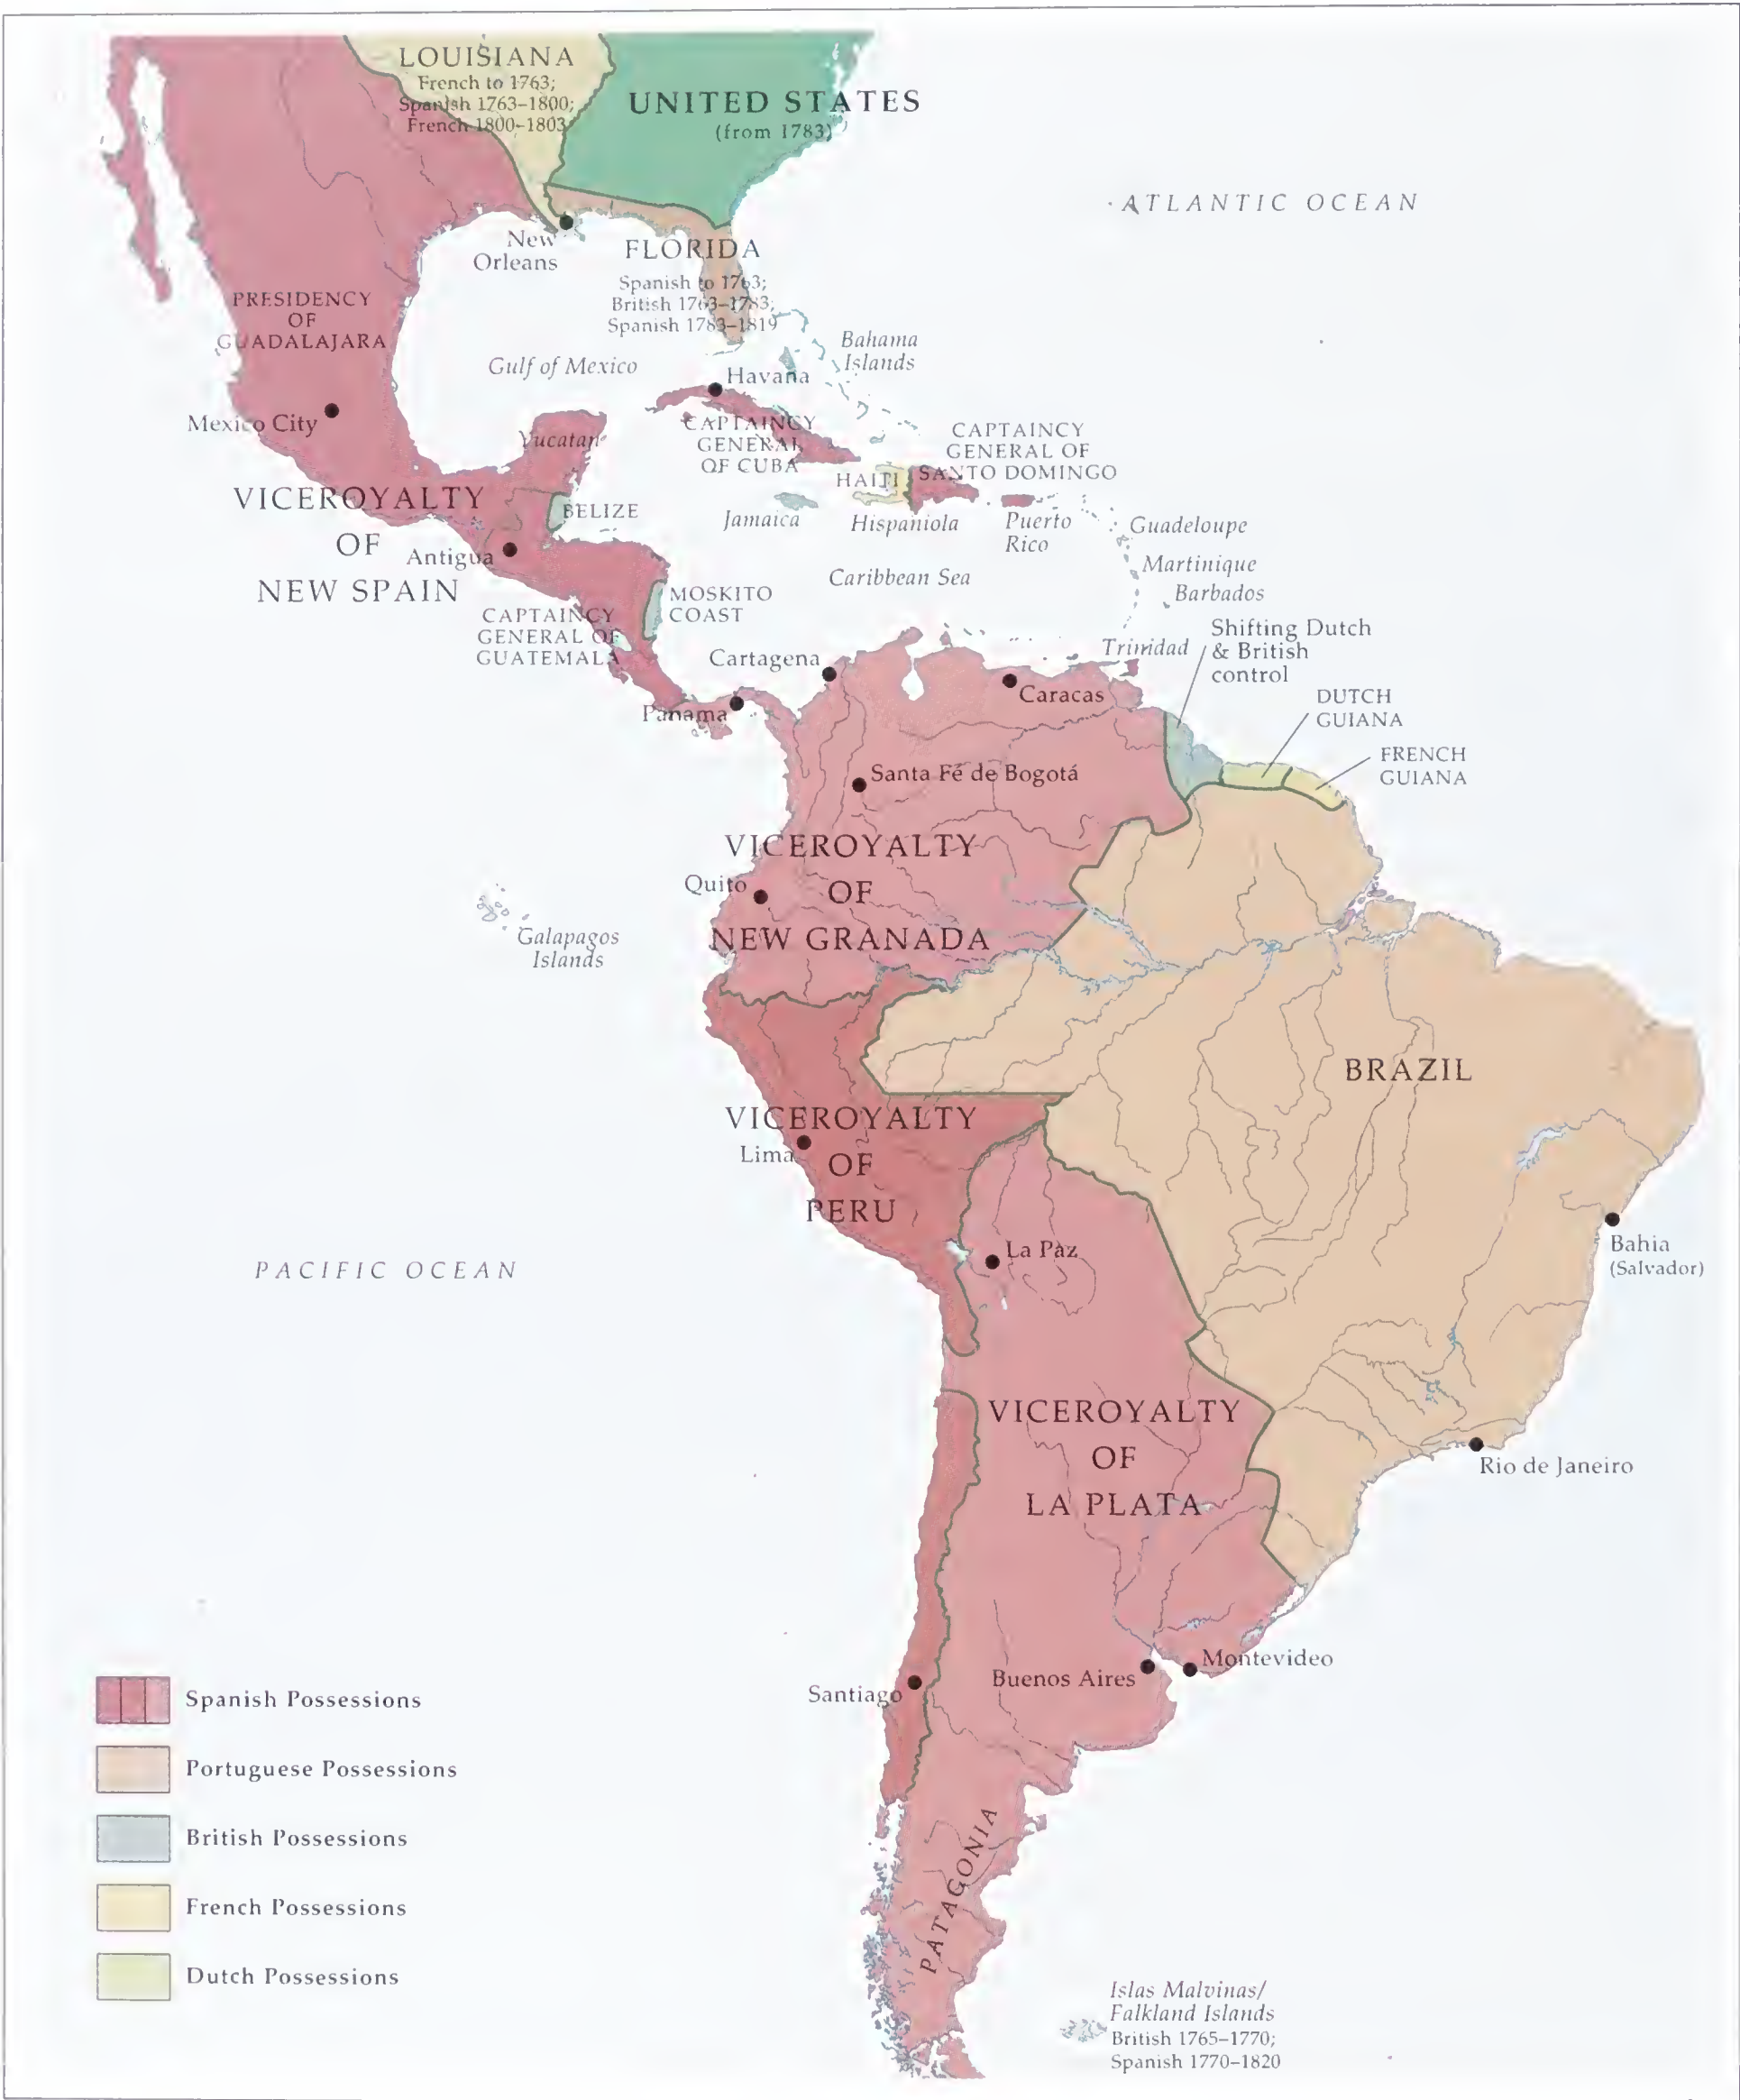 LOUISIANA
French to 1763;
Spanish 1763–1800;
French 1800–1803
UNITED STATES
(from 1783)
ATLANTIC OCEAN
New
Orleans
FLORIDA
Spanish to 1763;
British 1763–1783;
Spanish 1783–1819
PRESIDENCY
OF
GUADALAJARA
Gulf of Mexico
Bahama
Islands
Havana
Mexico City
Yucatan
CAPTAINCY
GENERAL
OF CUBA
CAPTAINCY
GENERAL OF
SANTO DOMINGO
HAITI
VICEROYALTY
OF
NEW SPAIN
BELIZE
Jamaica
Hispaniola
Puerto
Rico
Guadeloupe
Antigua
Martinique
Caribbean Sea
Barbados
MOSKITO
COAST
CAPTAINCY
GENERAL OF
GUATEMALA
Trinidad
Shifting Dutch
& British
control
Cartagena
Caracas
Panama
DUTCH
GUIANA
FRENCH
GUIANA
Santa Fé de Bogotá
VICEROYALTY
OF
NEW GRANADA
Quito
Galapagos
Islands
BRAZIL
VICEROYALTY
OF
PERU
Lima
La Paz
Bahia
(Salvador)
PACIFIC OCEAN
VICEROYALTY
OF
LA PLATA
Rio de Janeiro
Montevideo
Buenos Aires
Santiago
PATAGONIA
Spanish Possessions
Portuguese Possessions
British Possessions
French Possessions
Dutch Possessions
Islas Malvinas/
Falkland Islands
British 1765–1770;
Spanish 1770–1820